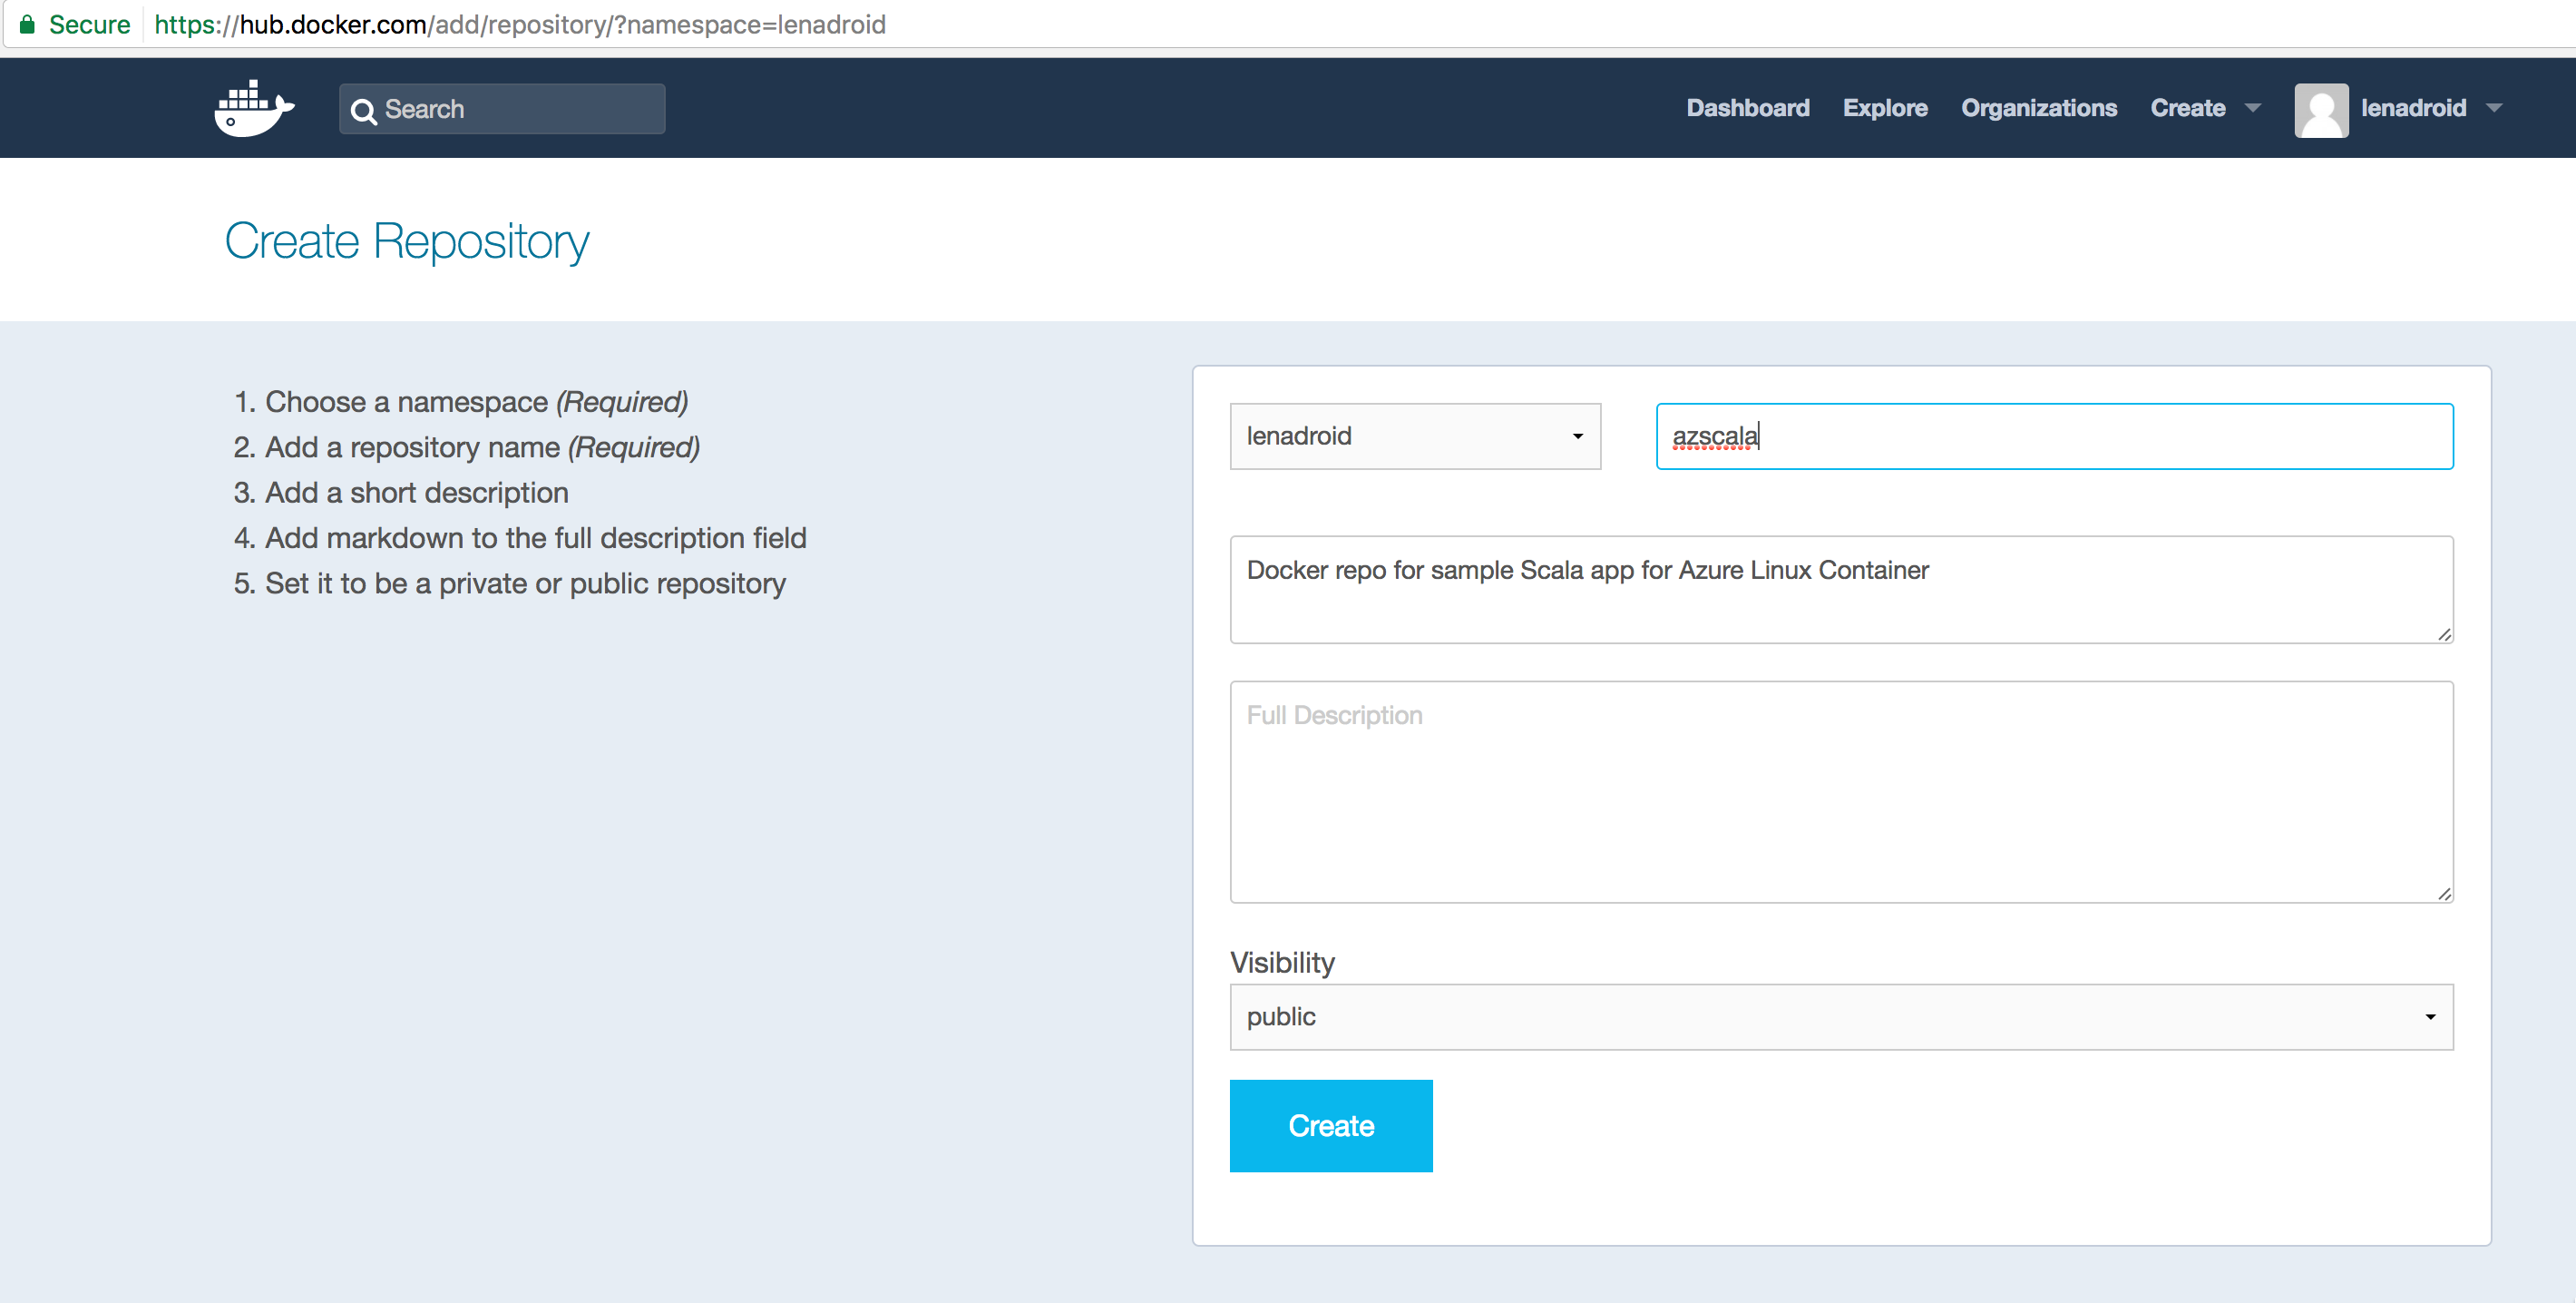 Secure https://hub.docker.com/add/repository/?namespace=lenadroid
Search Dashboard Explore Organizations Create lenadroid
Create Repository
1. Choose a namespace (Required)
2. Add a repository name (Required)
3. Add a short description
4. Add markdown to the full description field
5. Set it to be a private or public repository
lenadroid azscala
Docker repo for sample Scala app for Azure Linux Container
Full Description
Visibility
public
Create